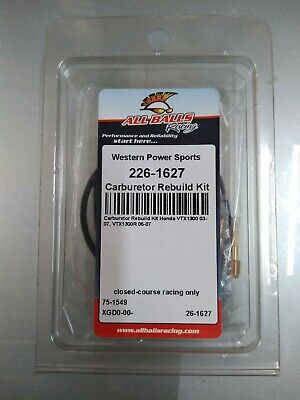 ALL BALLS
Racing
Performance and Reliability
start here...
Western Power Sports
226-1627
Carburetor Rebuild Kit
Carburetor Rebuild Kit Honda VTX1300 03-
07, VTX1300R 05-07
closed-course racing only
75-1549
XGD0-00- 26-1627
www.allballsracing.com